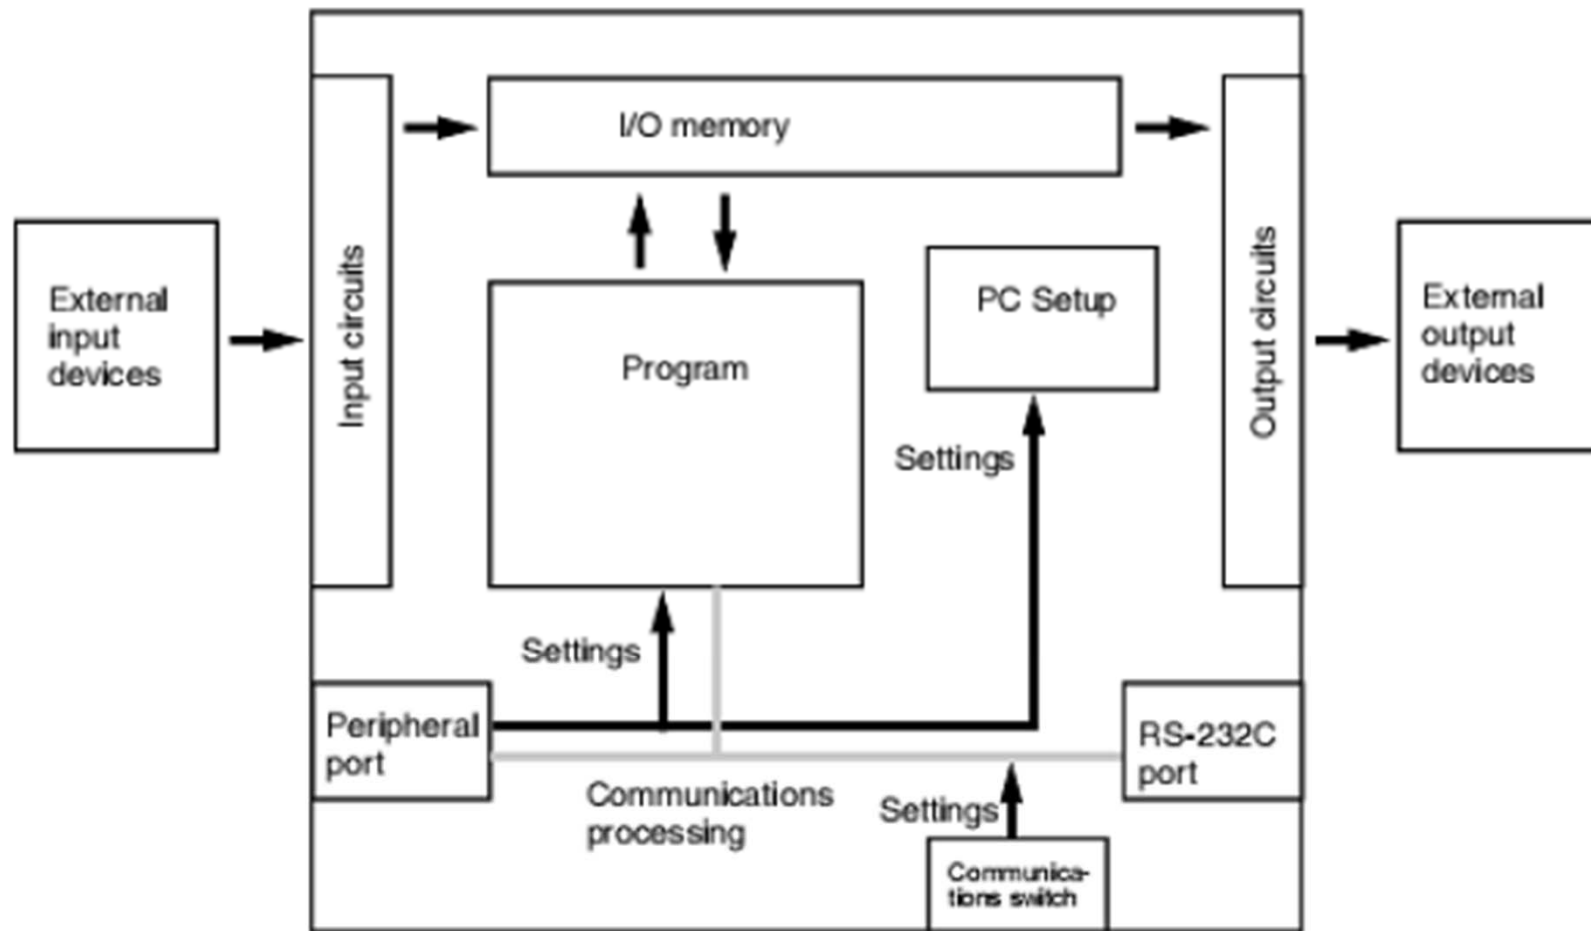 I/O memory
External
input
devices
Input circuits
Program
PC Setup
Output circuits
External
output
devices
Settings
Settings
Peripheral
port
RS-232C
port
Communications
processing
Settings
Communica-
tions switch